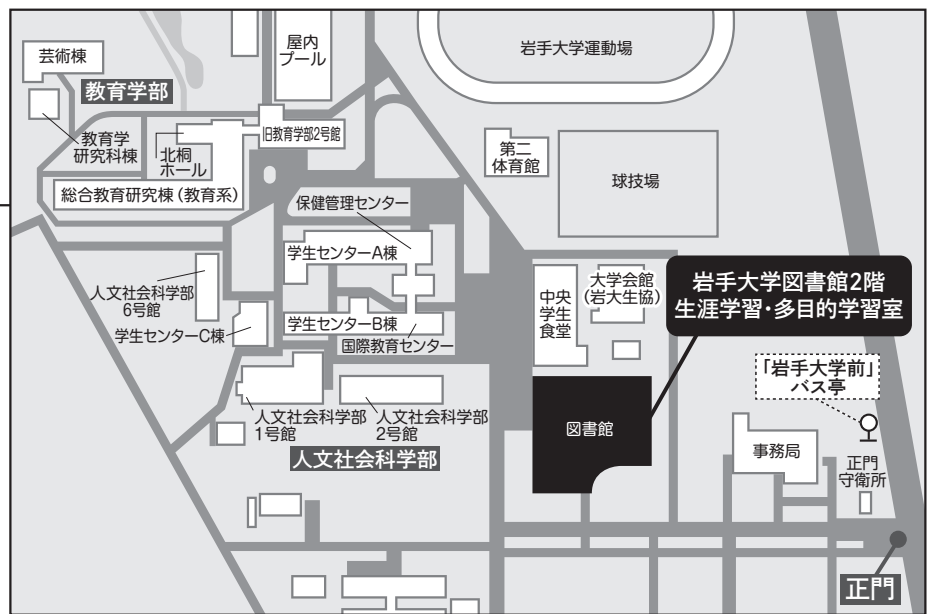 芸術棟
教育学部
教育学
研究科棟
北桐
ホール
総合教育研究棟(教育系)
屋内
プール
旧教育学部2号館
岩手大学運動場
第二
体育館
球技場
保健管理センター
学生センターA棟
学生センターB棟
国際教育センター
人文社会科学部
6号館
学生センターC棟
人文社会科学部
1号館
人文社会科学部
2号館
人文社会科学部
中央
学生
食堂
大学会館
(岩大生協)
岩手大学図書館2階
生涯学習・多目的学習室
図書館
「岩手大学前」
バス亭
事務局
正門
守衛所
正門